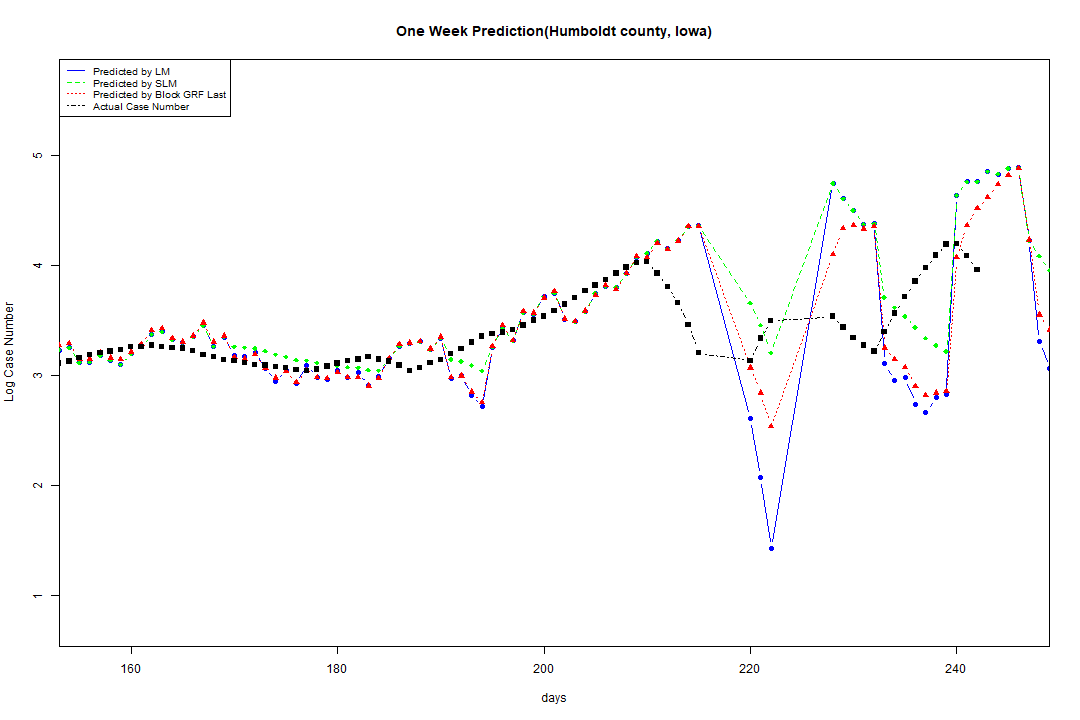 One Week Prediction(Humboldt county, Iowa)
Predicted by LM
Predicted by SLM
Predicted by Block GRF Last
Actual Case Number
5
4
3
2
1
Log Case Number
160 180 200 220 240
days